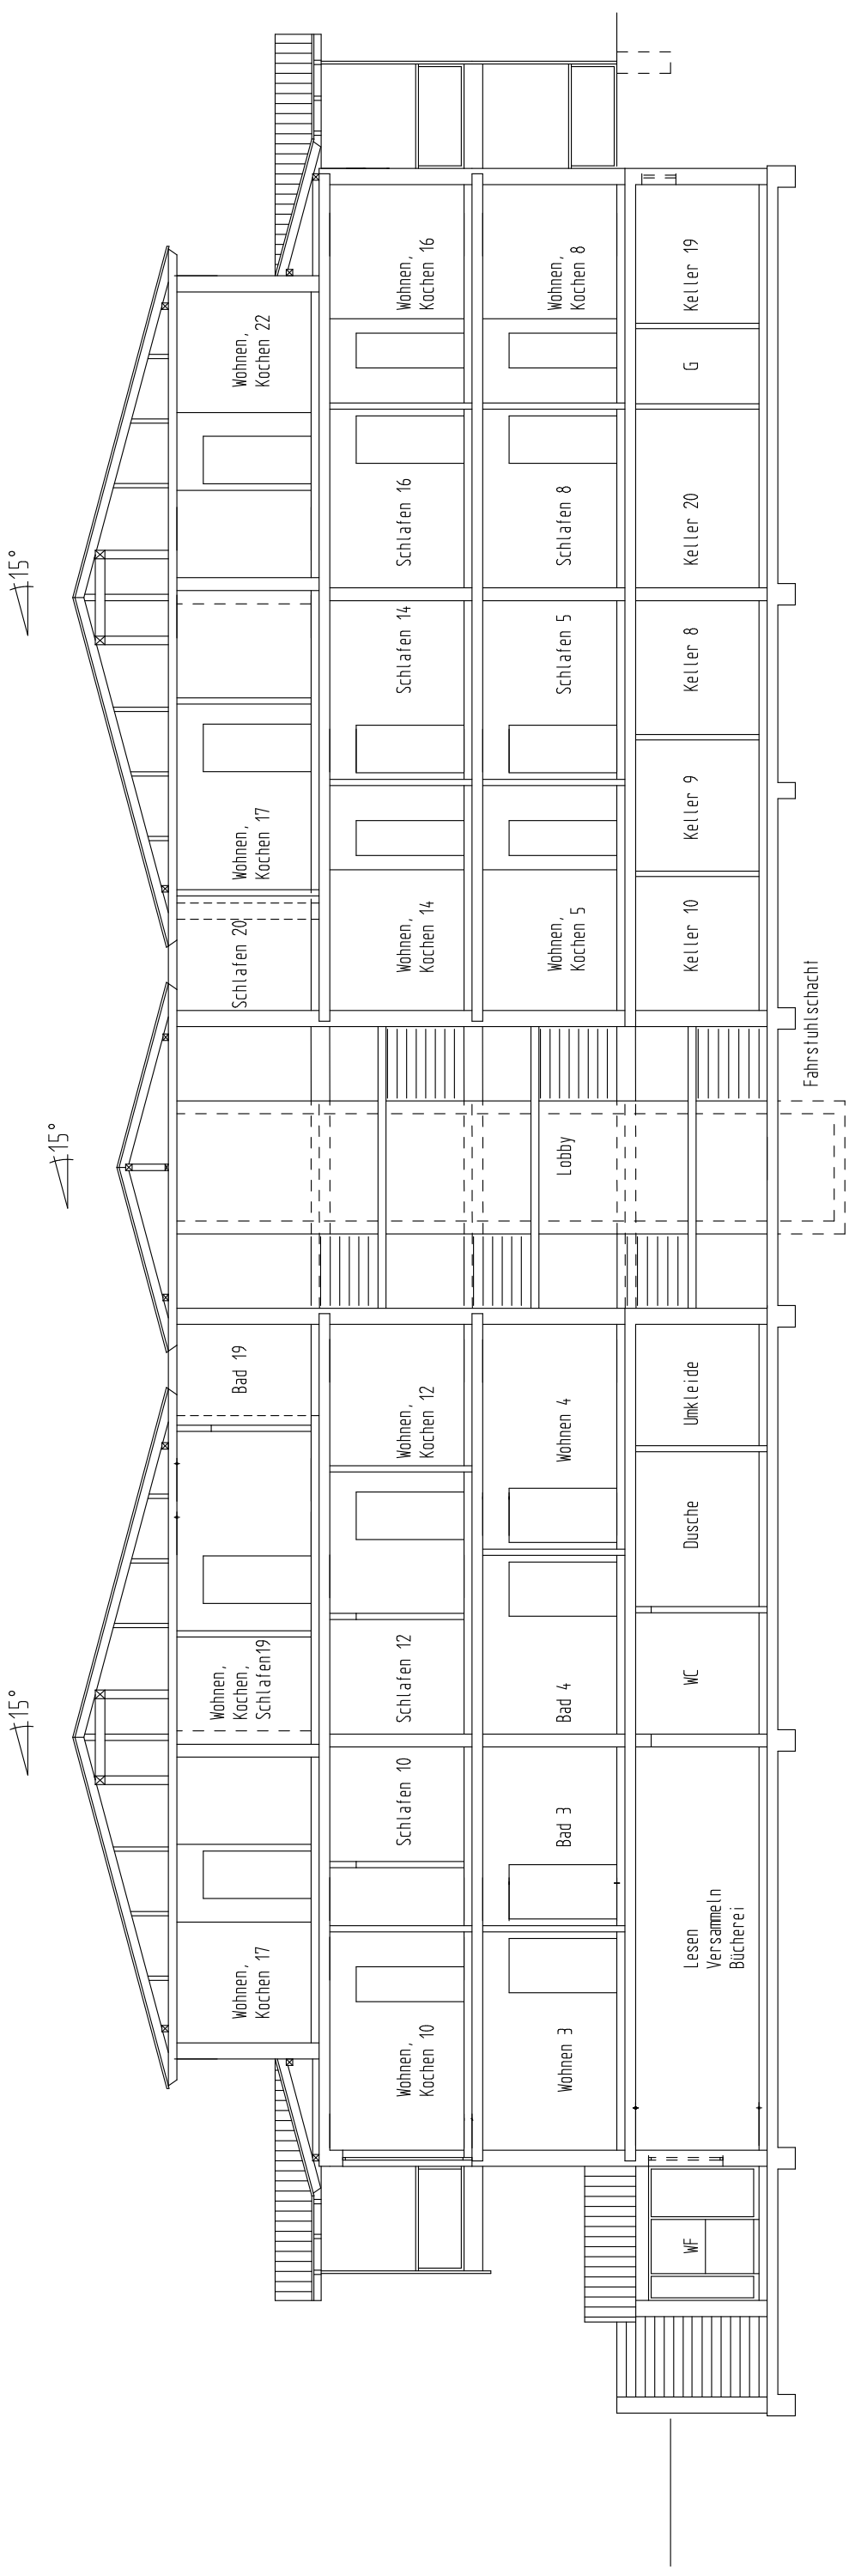 15°
15°
15°
Wohnen,
Kochen 17
Wohnen,
Kochen,
Schlafen19
Bad 19
Schlafen 20
Wohnen,
Kochen 17
Wohnen,
Kochen 22
Wohnen,
Kochen 10
Schlafen 10
Schlafen 12
Wohnen,
Kochen 12
Wohnen,
Kochen 14
Schlafen 14
Schlafen 16
Wohnen,
Kochen 16
Wohnen 3
Bad 3
Bad 4
Wohnen 4
Lobby
Wohnen,
Kochen 5
Schlafen 5
Schlafen 8
Wohnen,
Kochen 8
WF
Lesen
Versammeln
Bücherei
WC
Dusche
Umkleide
Keller 10
Keller 9
Keller 8
Keller 20
G
Keller 19
Fahrstuhlschacht